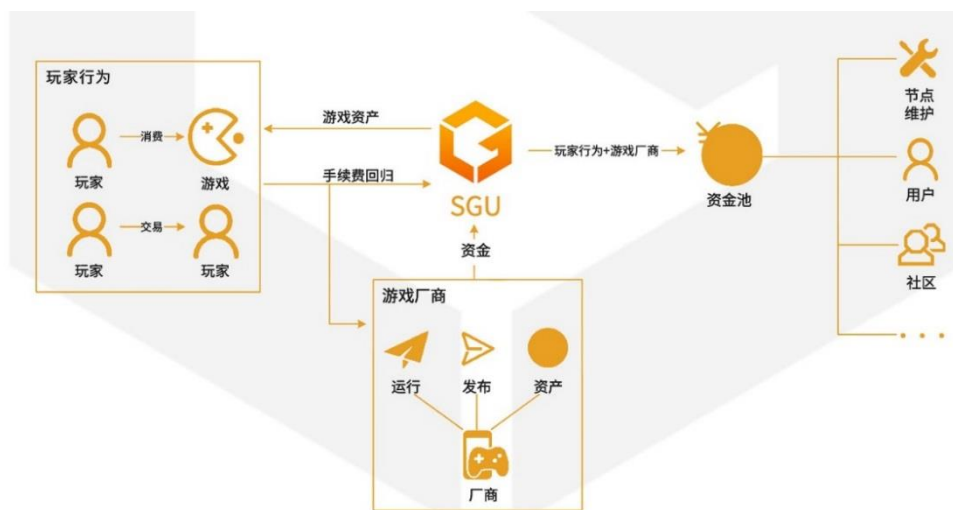 玩家行为
消费
玩家
游戏
交易
玩家
玩家
游戏资产
手续费回归
SGU
资金
玩家行为+游戏厂商
资金池
节点
维护
用户
社区
...
游戏厂商
运行
发布
资产
厂商